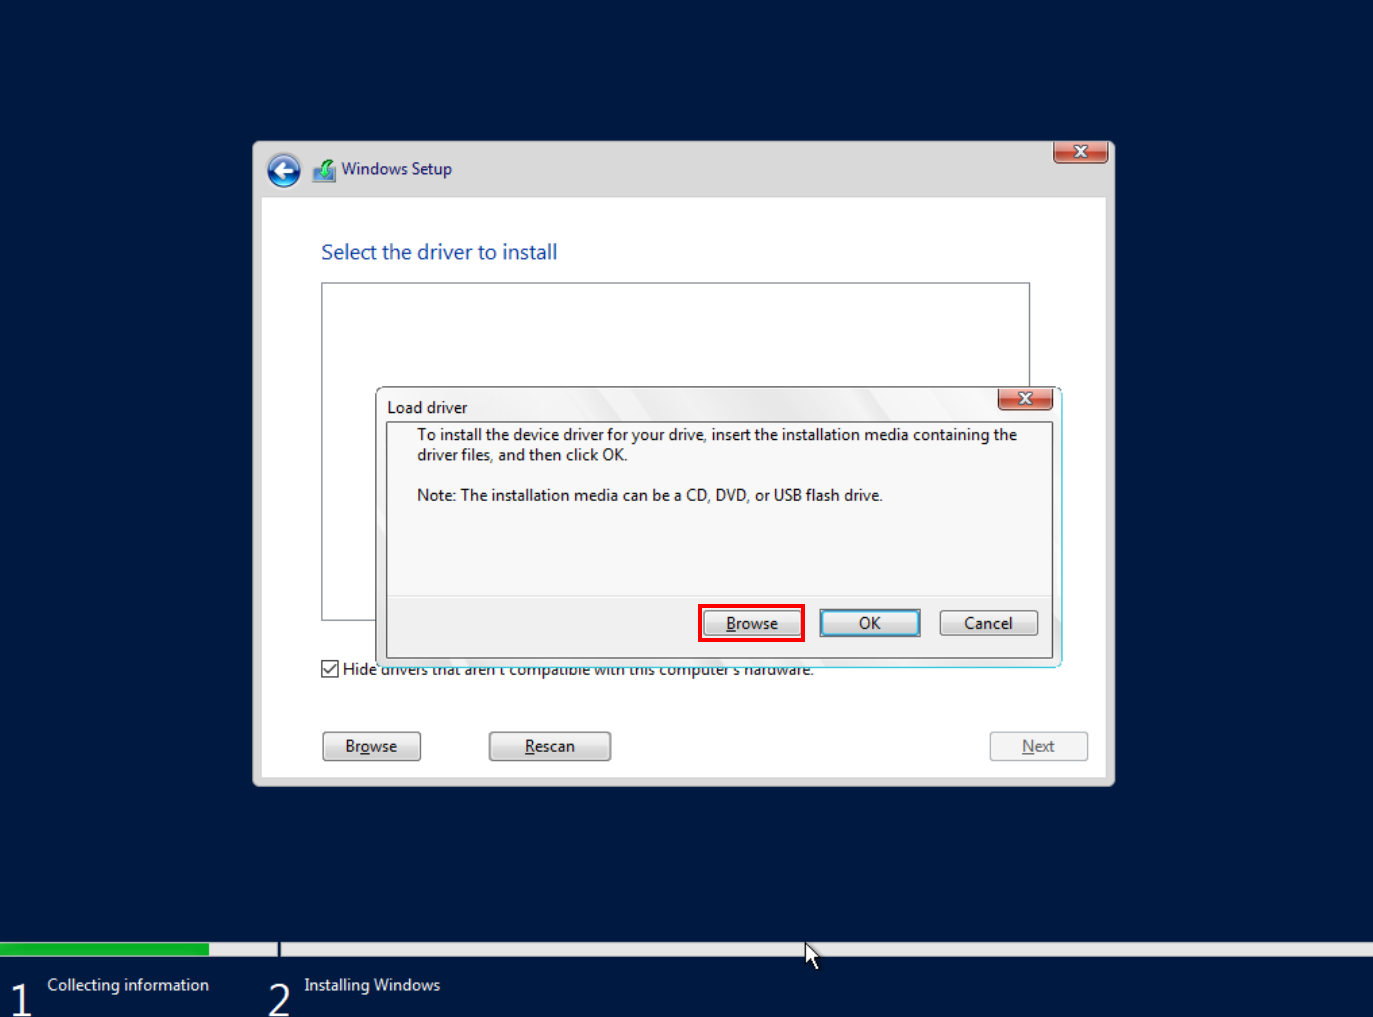 Windows Setup
Select the driver to install
Load driver
To install the device driver for your drive, insert the installation media containing the
driver files, and then click OK.
Note: The installation media can be a CD, DVD, or USB flash drive.
Browse OK Cancel
Hide drivers that aren't compatible with this computer's hardware.
Browse Rescan Next
1 Collecting information 2 Installing Windows